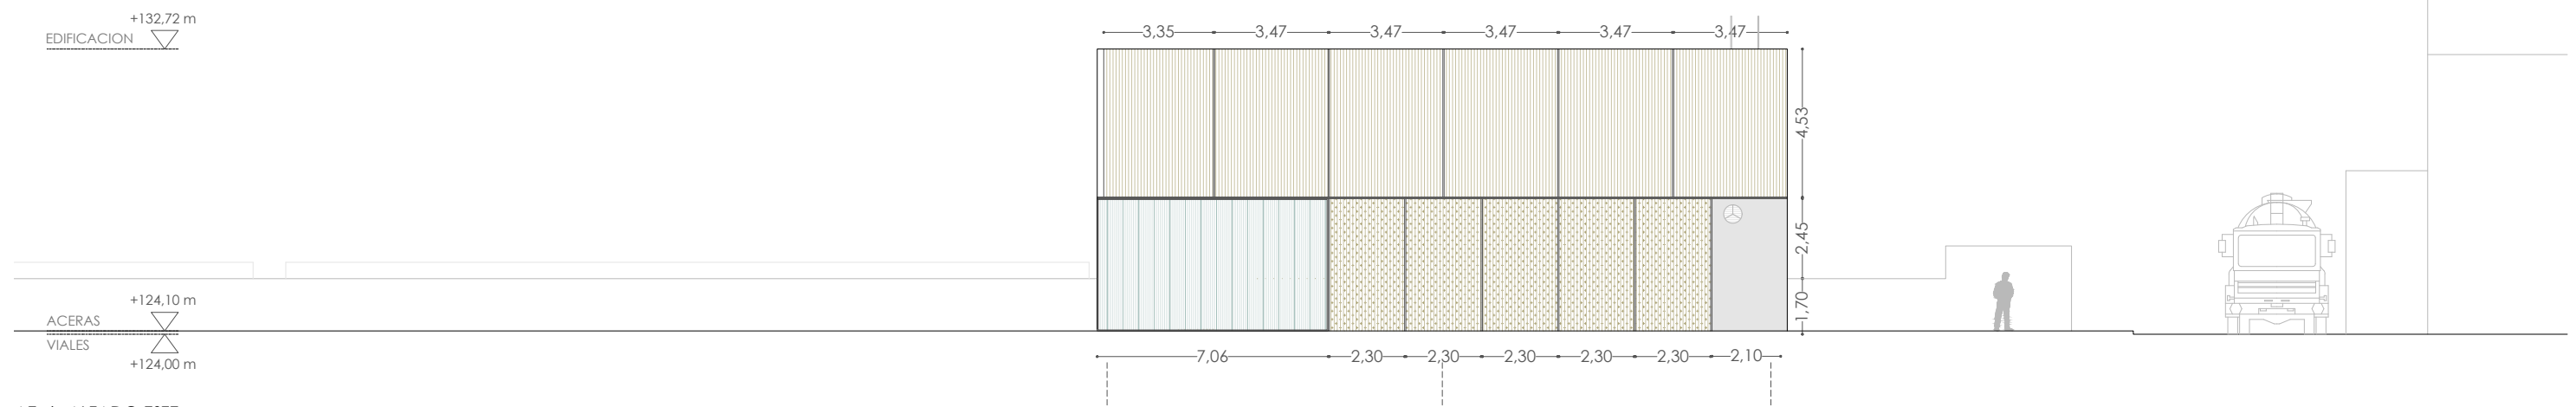 +132,72 m
EDIFICACION
3,35 3,47 3,47 3,47 3,47 3,47
4,53
2,45
1,70
+124,10 m
ACERAS
VIALES
+124,00 m
7,06 2,30 2,30 2,30 2,30 2,30 2,10